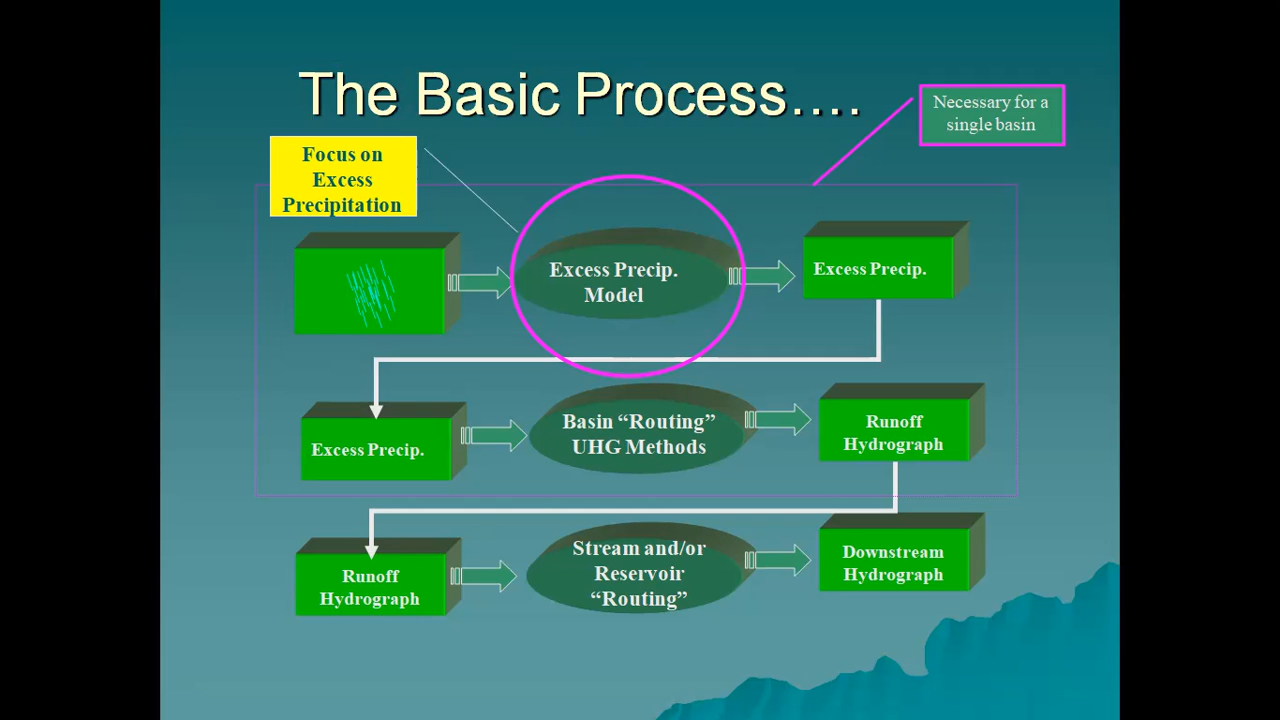 The Basic Process....
Necessary for a
single basin
Focus on
Excess
Precipitation
Excess Precip.
Model
Excess Precip.
Excess Precip.
Basin “Routing”
UHG Methods
Runoff
Hydrograph
Runoff
Hydrograph
Stream and/or
Reservoir
“Routing”
Downstream
Hydrograph